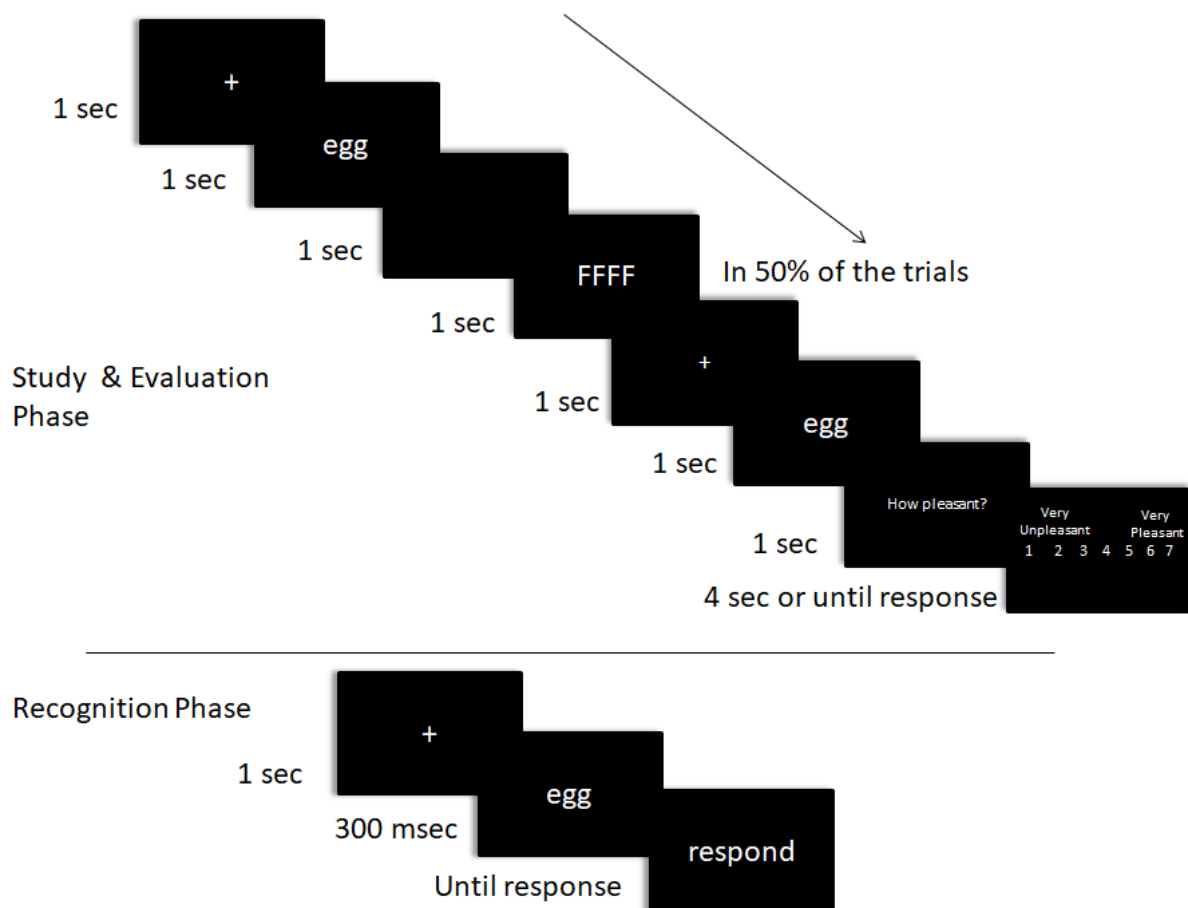 +
1 sec
egg
1 sec
1 sec
FFFF
In 50% of the trials
1 sec
+
Study & Evaluation
Phase
1 sec
egg
1 sec
How pleasant?
1 sec
Very Very
Unpleasant Pleasant
1 2 3 4 5 6 7
4 sec or until response
Recognition Phase
+
1 sec
egg
300 msec
respond
Until response